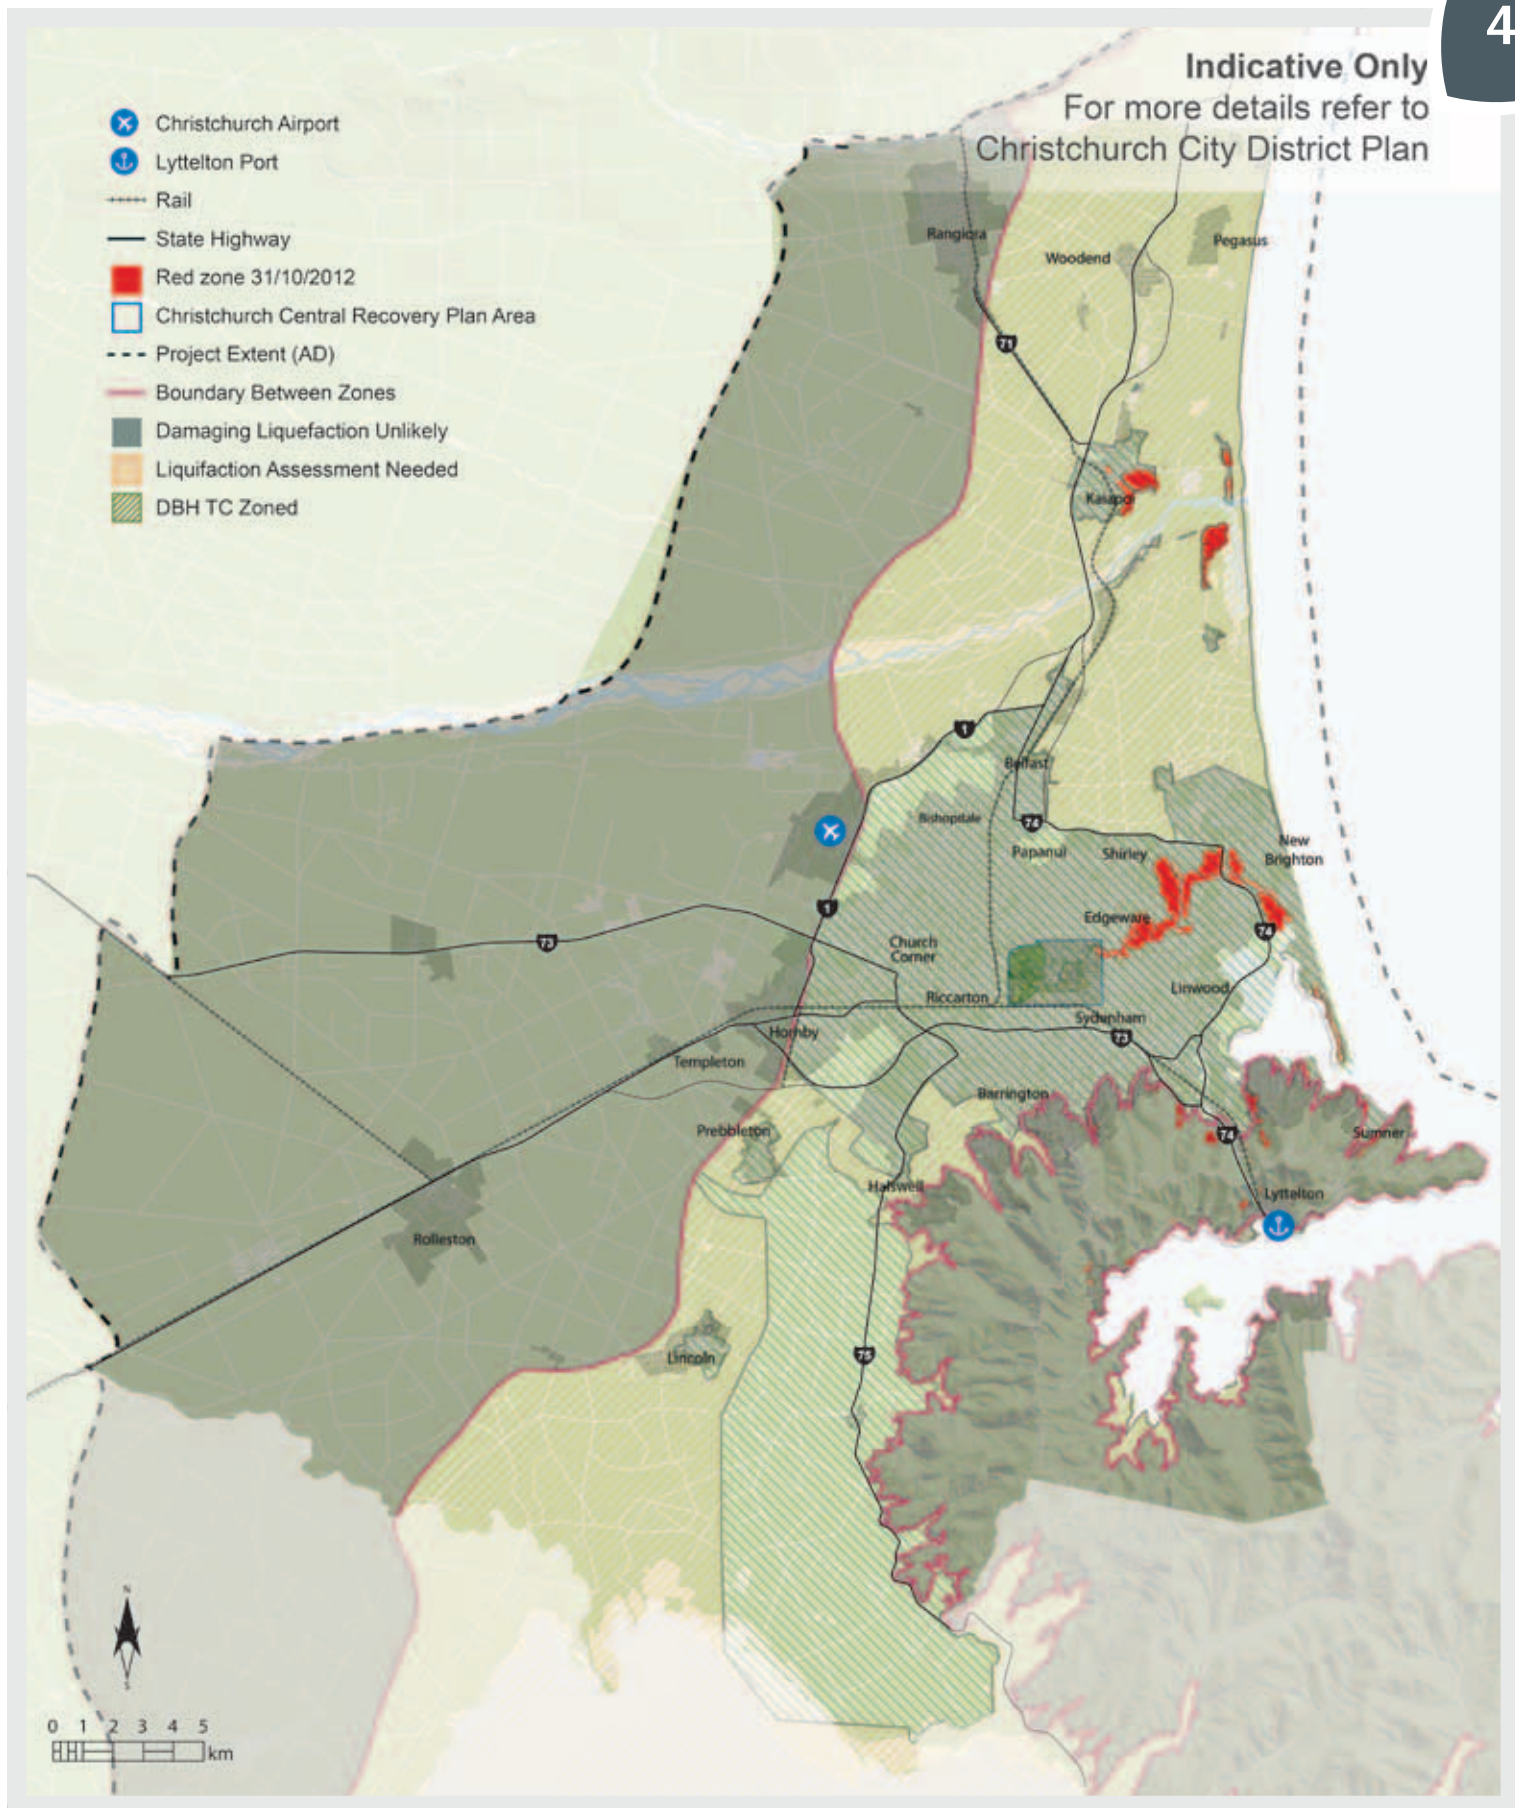 4
Indicative Only
For more details refer to
Christchurch City District Plan
Christchurch Airport
Lyttelton Port
Rail
State Highway
Red zone 31/10/2012
Christchurch Central Recovery Plan Area
Project Extent (AD)
Boundary Between Zones
Damaging Liquefaction Unlikely
Liquifaction Assessment Needed
DBH TC Zoned
Rangiora
Woodend
Pegasus
71
Kaiapoi
1
Belfast
Bishopdale
74
Papanui
Shirley
New
Brighton
1
Edgeware
74
73
Church
Corner
Riccarton
Linwood
Sydenham
Hornby
73
Templeton
Barrington
Prebbleton
74
Sumner
Halswell
Lyttelton
Rolleston
Lincoln
75
N
S
0 1 2 3 4 5
km